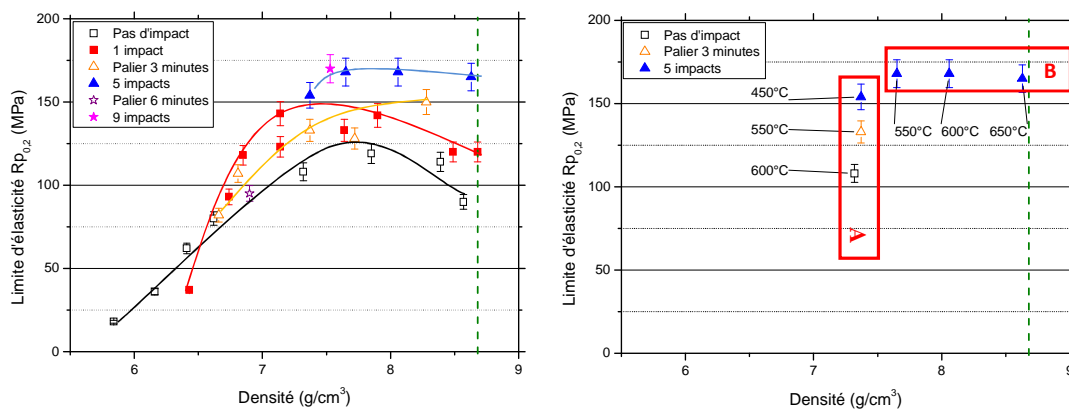 Pas d'impact
1 impact
Palier 3 minutes
5 impacts
Palier 6 minutes
9 impacts
200
150
100
50
0
Limite d'élasticité Rp0,2 (MPa)
6
7
8
9
Densité (g/cm³)
Pas d'impact
Palier 3 minutes
5 impacts
200
150
100
50
0
Limite d'élasticité Rp0,2 (MPa)
B
450°C
550°C
600°C
550°C
600°C
650°C
A
6
7
8
9
Densité (g/cm³)